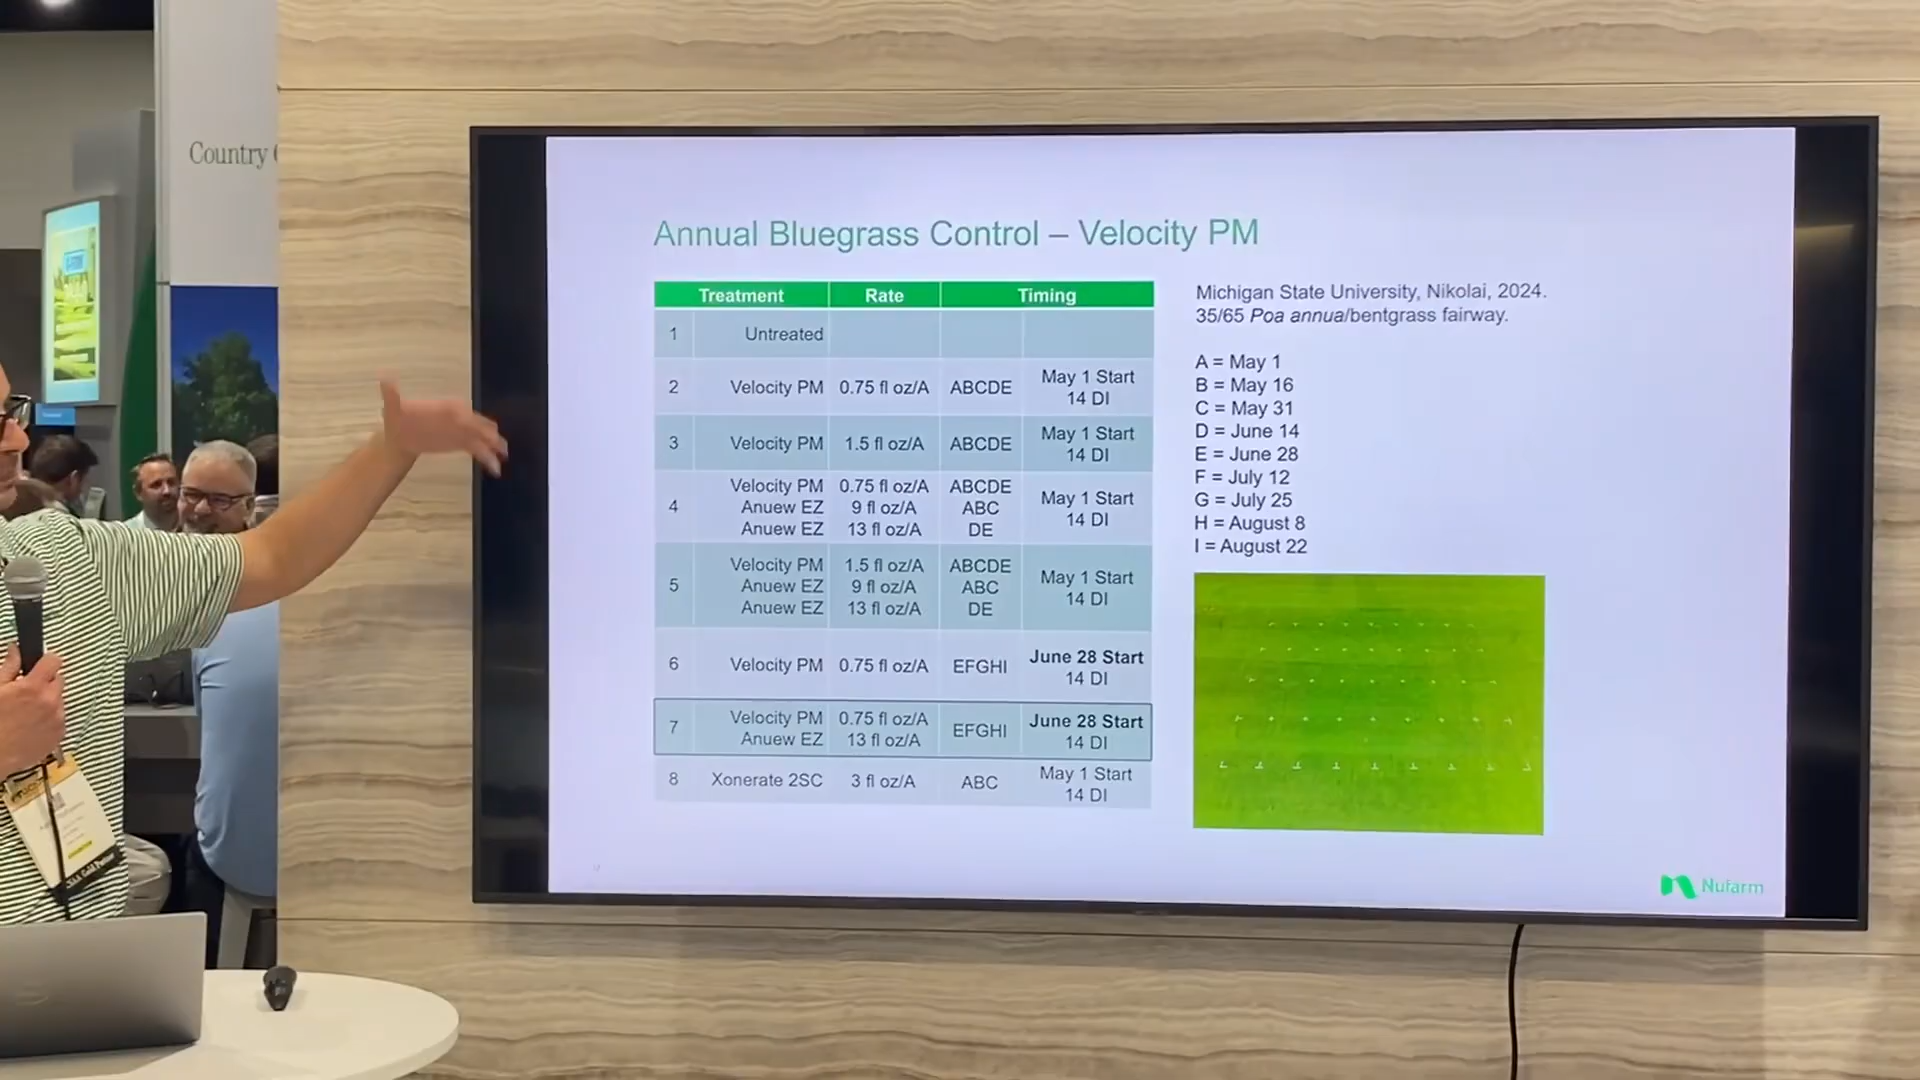 Country
Annual Bluegrass Control – Velocity PM
Treatment Rate Timing
1 Untreated
2 Velocity PM 0.75 fl oz/A ABCDE May 1 Start
14 DI
3 Velocity PM 1.5 fl oz/A ABCDE May 1 Start
14 DI
4 Velocity PM 0.75 fl oz/A ABCDE May 1 Start
Anuew EZ 9 fl oz/A ABC 14 DI
Anuew EZ 13 fl oz/A DE
5 Velocity PM 1.5 fl oz/A ABCDE May 1 Start
Anuew EZ 9 fl oz/A ABC 14 DI
Anuew EZ 13 fl oz/A DE
6 Velocity PM 0.75 fl oz/A EFGHI June 28 Start
14 DI
7 Velocity PM 0.75 fl oz/A EFGHI June 28 Start
Anuew EZ 13 fl oz/A 14 DI
8 Xonerate 2SC 3 fl oz/A ABC May 1 Start
14 DI
Michigan State University, Nikolai, 2024.
35/65 Poa annua/bentgrass fairway.
A = May 1
B = May 16
C = May 31
D = June 14
E = June 28
F = July 12
G = July 25
H = August 8
I = August 22
Nufarm